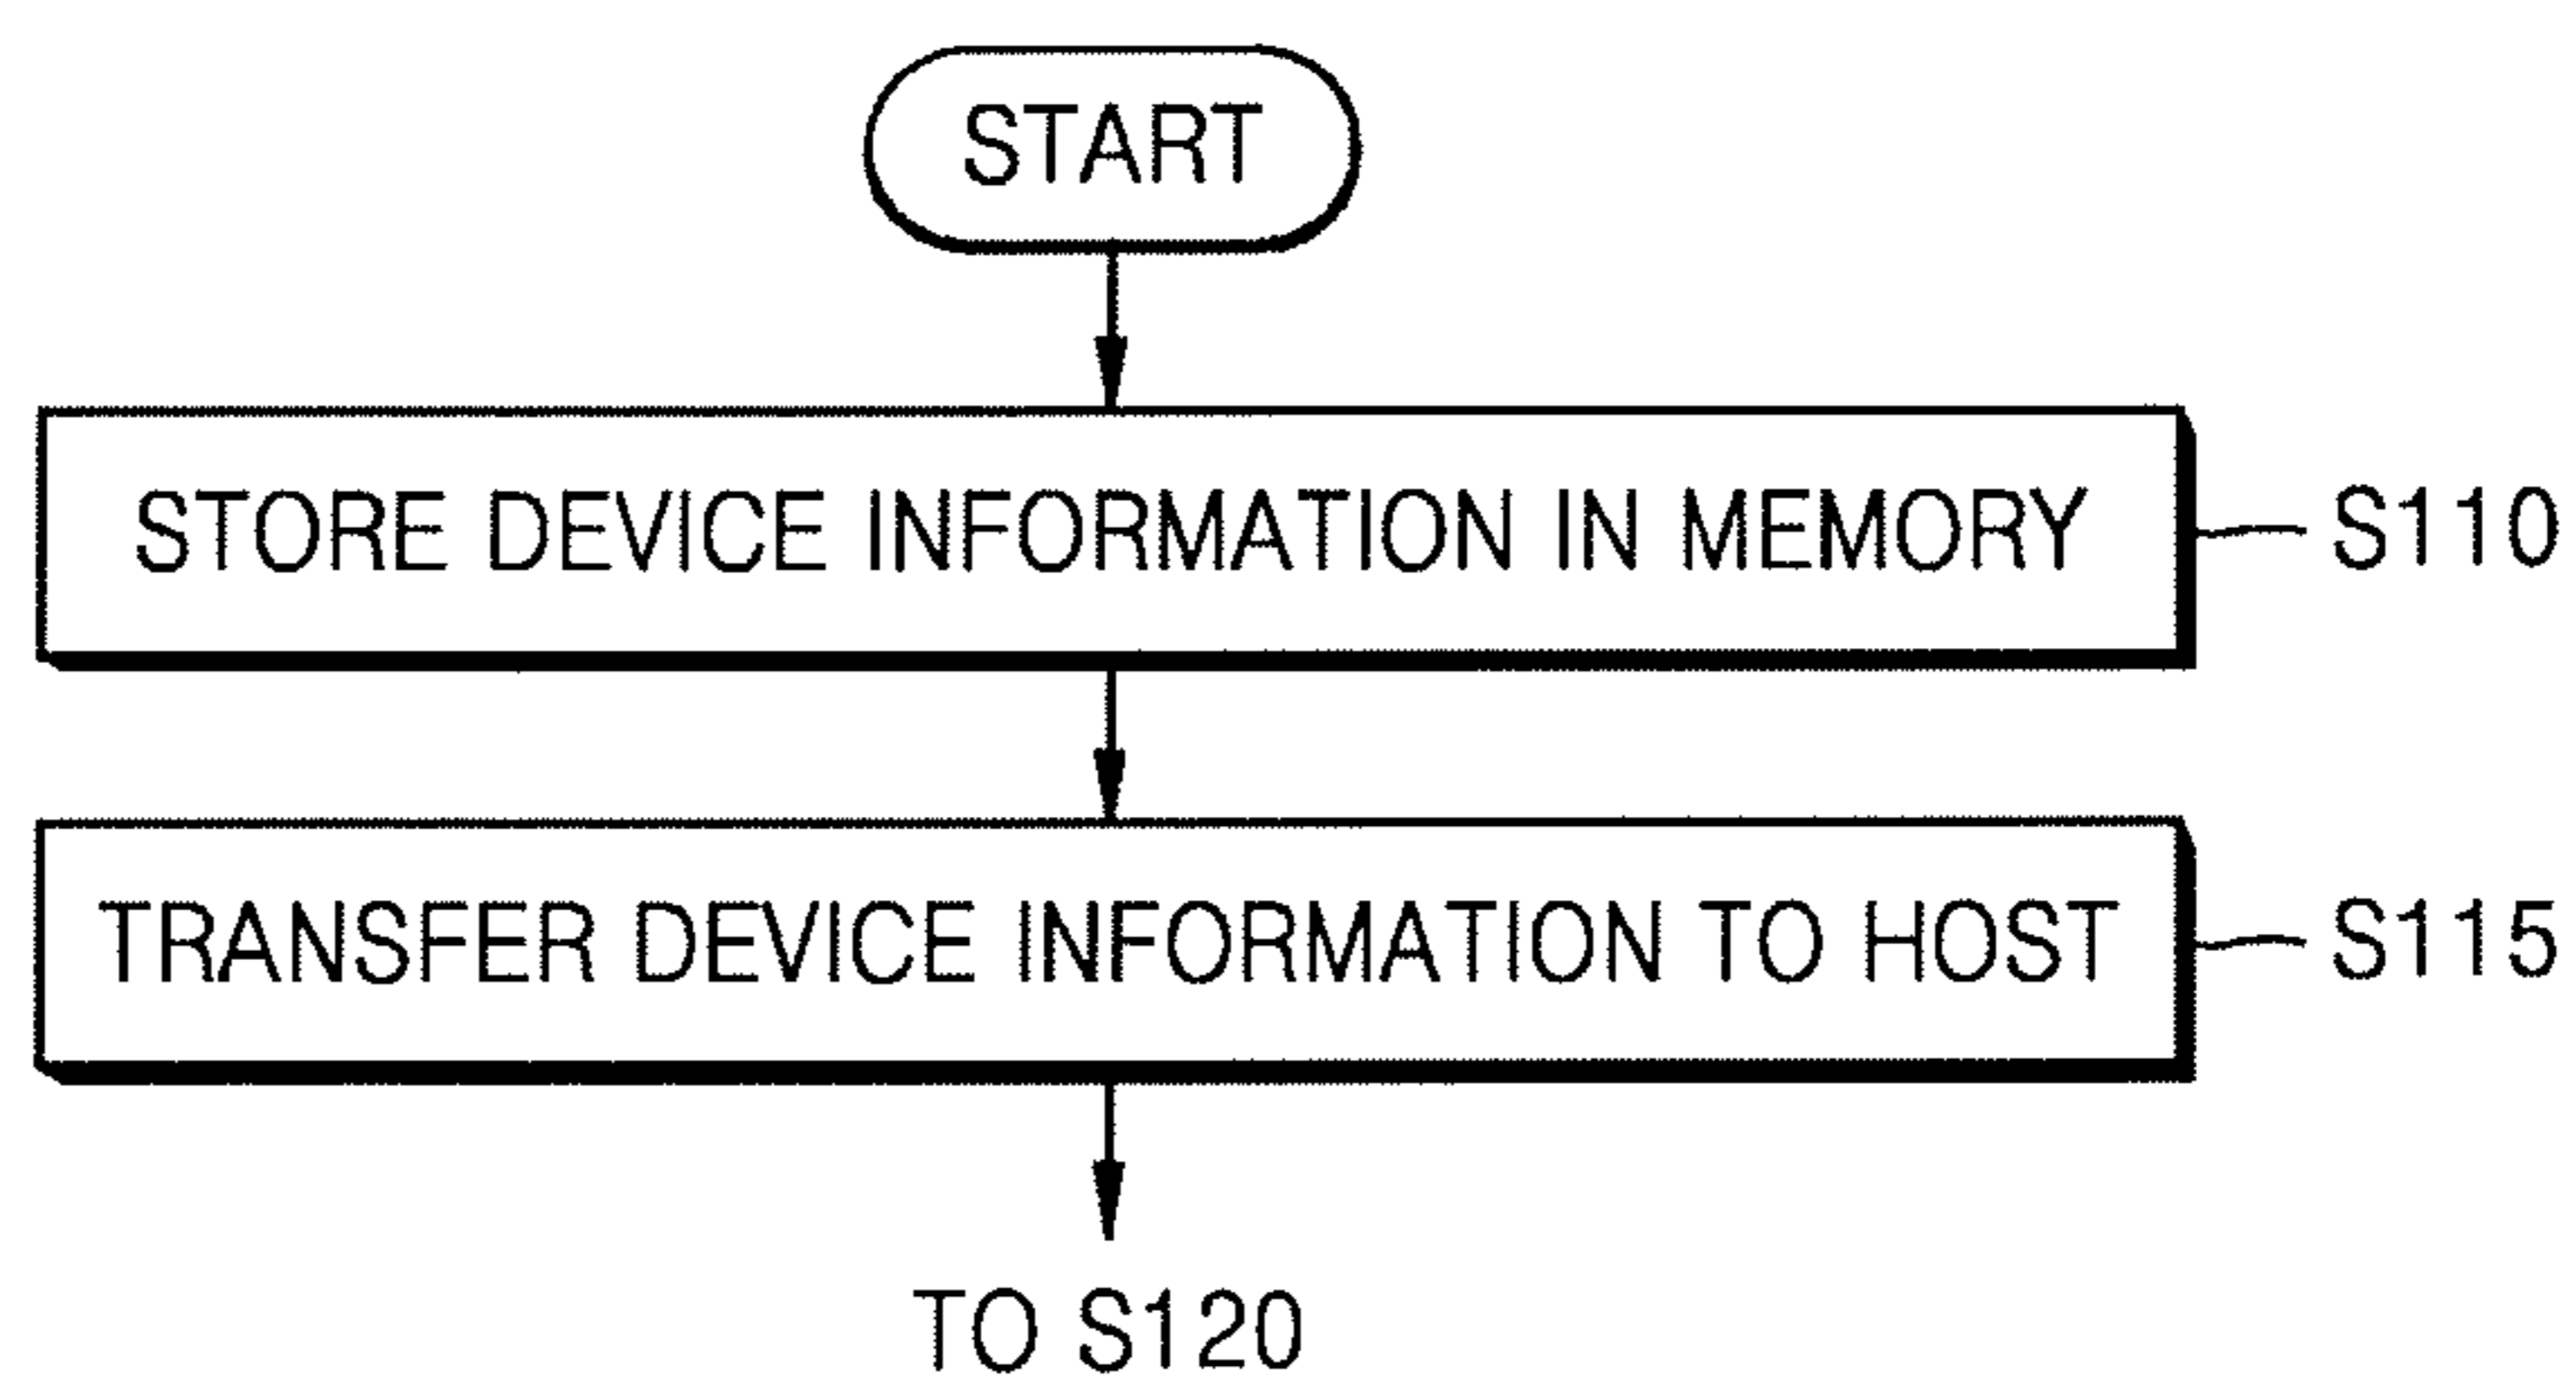 START
STORE DEVICE INFORMATION IN MEMORY
S110
TRANSFER DEVICE INFORMATION TO HOST
S115
TO S120